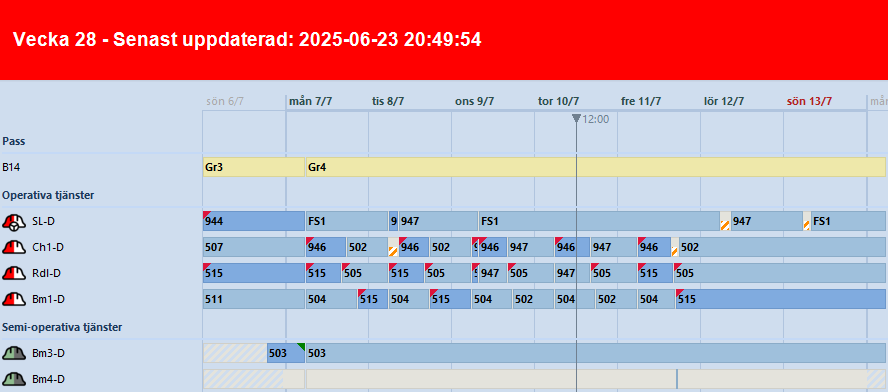 Vecka 28 - Senast uppdaterad: 2025-06-23 20:49:54
sön 6/7 mån 7/7 tis 8/7 ons 9/7 tor 10/7 fre 11/7 lör 12/7 sön 13/7 mån
12:00
Pass
B14 Gr3 Gr4
Operativa tjänster
SL-D 944 FS1 9 947 FS1 947 FS1
Ch1-D 507 946 502 946 502 9 946 947 946 947 946 502
Rdl-D 515 515 505 515 505 9 947 505 947 505 515 505
Bm1-D 511 504 515 504 515 504 502 504 502 504 515
Semi-operativa tjänster
Bm3-D 503 503
Bm4-D